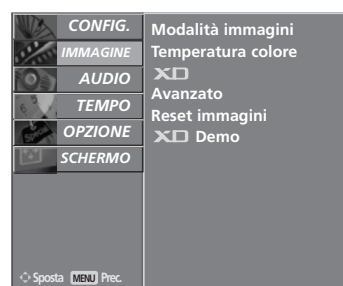 CONFIG.
IMMAGINE
AUDIO
TEMPO
OPZIONE
SCHERMO
Modalità immagini
Temperatura colore
XD
Avanzato
Reset immagini
XD Demo
Sposta MENU Prec.